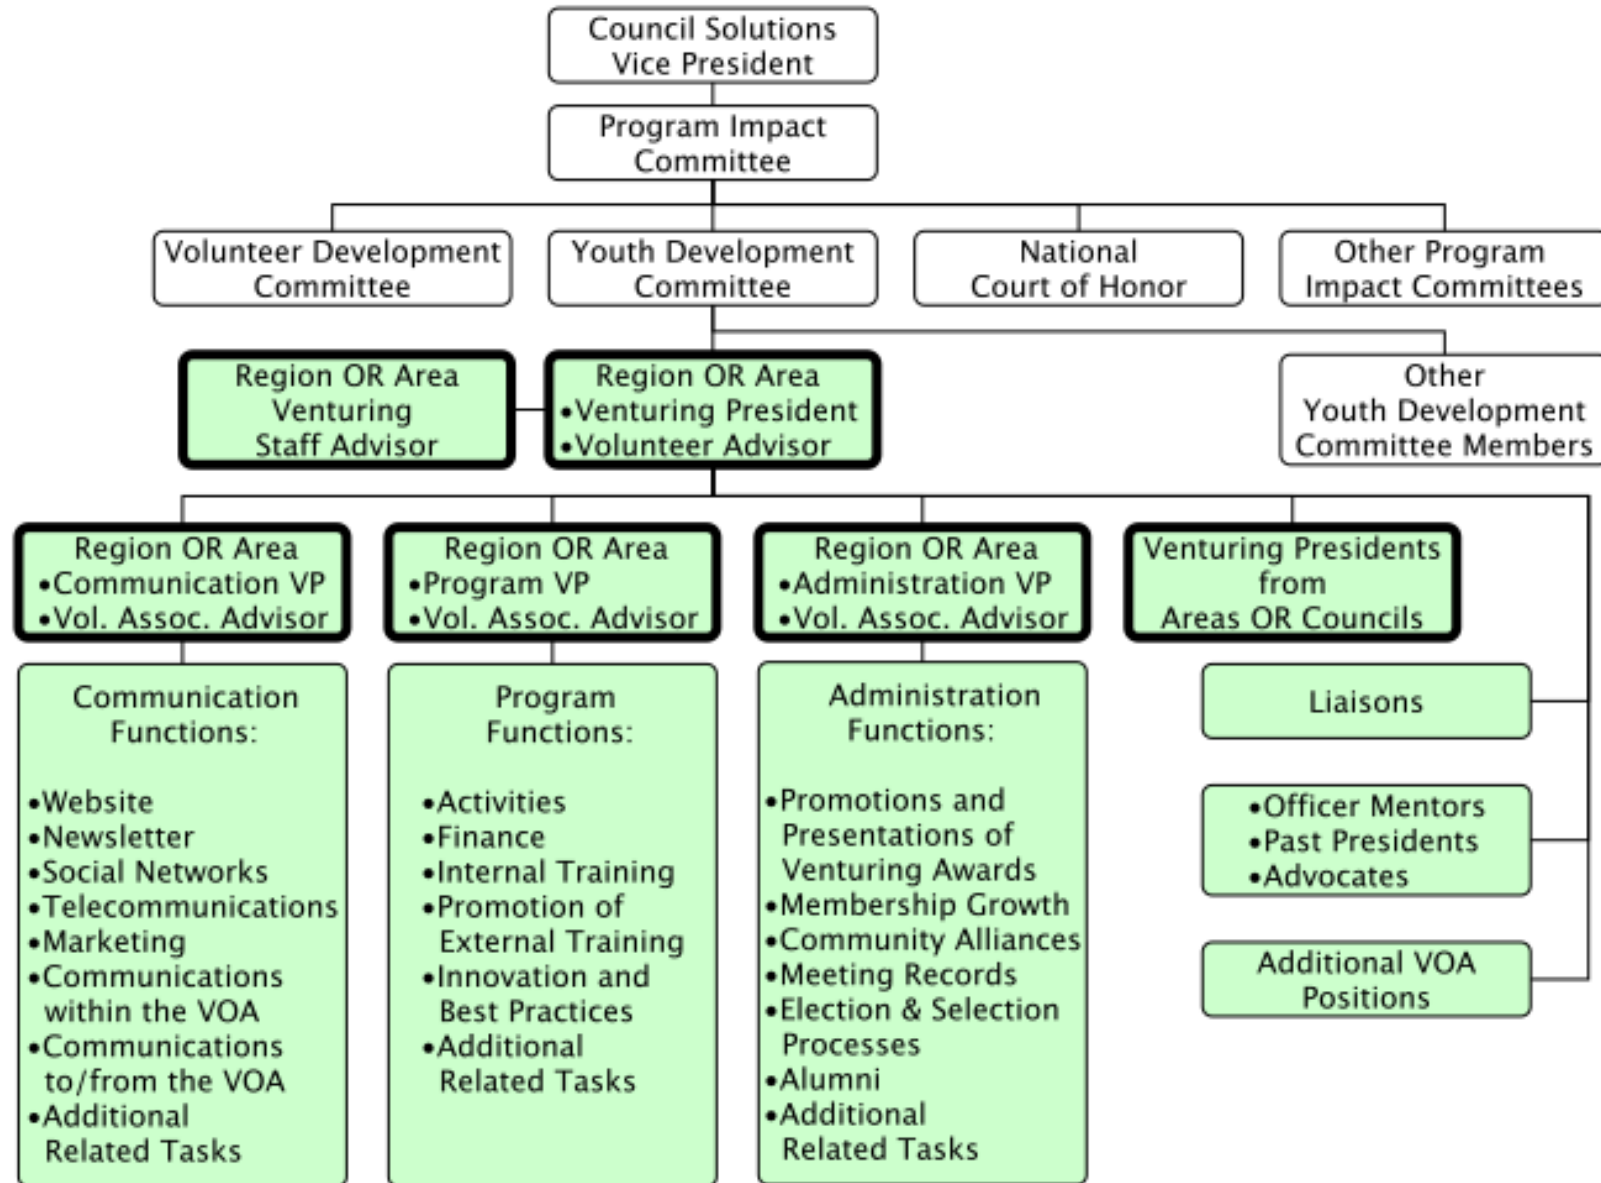 Council Solutions
Vice President
Program Impact
Committee
Volunteer Development
Committee
Youth Development
Committee
National
Court of Honor
Other Program
Impact Committees
Region OR Area
Venturing
Staff Advisor
Region OR Area
•Venturing President
•Volunteer Advisor
Other
Youth Development
Committee Members
Region OR Area
•Communication VP
•Vol. Assoc. Advisor
Region OR Area
•Program VP
•Vol. Assoc. Advisor
Region OR Area
•Administration VP
•Vol. Assoc. Advisor
Venturing Presidents
from
Areas OR Councils
Communication
Functions:
•Website
•Newsletter
•Social Networks
•Telecommunications
•Marketing
•Communications
within the VOA
•Communications
to/from the VOA
•Additional
Related Tasks
Program
Functions:
•Activities
•Finance
•Internal Training
•Promotion of
External Training
•Innovation and
Best Practices
•Additional
Related Tasks
Administration
Functions:
•Promotions and
Presentations of
Venturing Awards
•Membership Growth
•Community Alliances
•Meeting Records
•Election & Selection
Processes
•Alumni
•Additional
Related Tasks
Liaisons
•Officer Mentors
•Past Presidents
•Advocates
Additional VOA
Positions